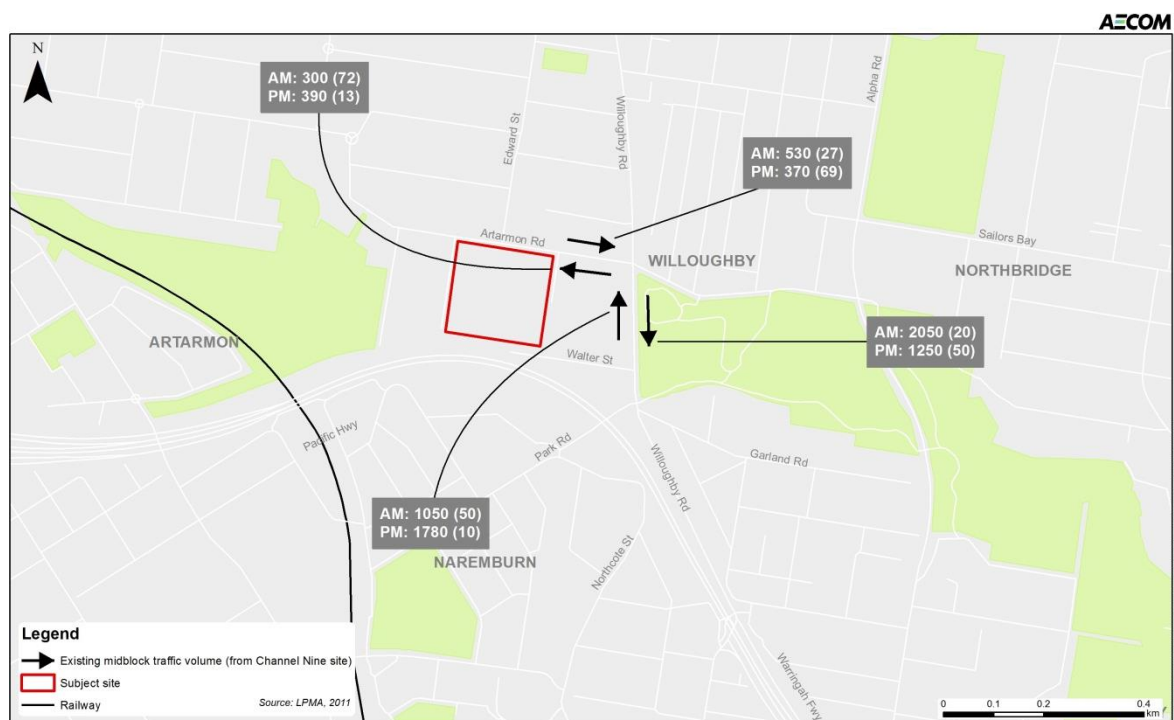 AECOM
N
AM: 300 (72)
PM: 390 (13)
Edward St
Willoughby Rd
Alpha Rd
AM: 530 (27)
PM: 370 (69)
Artarmon Rd
Sailors Bay
WILLOUGHBY
NORTHBRIDGE
ARTARMON
Walter St
AM: 2050 (20)
PM: 1250 (50)
Pacific Hwy
Park Rd
Willoughby Rd
Garland Rd
AM: 1050 (50)
PM: 1780 (10)
NAREMBURN
Northcote St
Warringah Fwy
Legend
Existing midblock traffic volume (from Channel Nine site)
Subject site
Railway
Source: LPMA, 2011
0 0.1 0.2 0.4
km